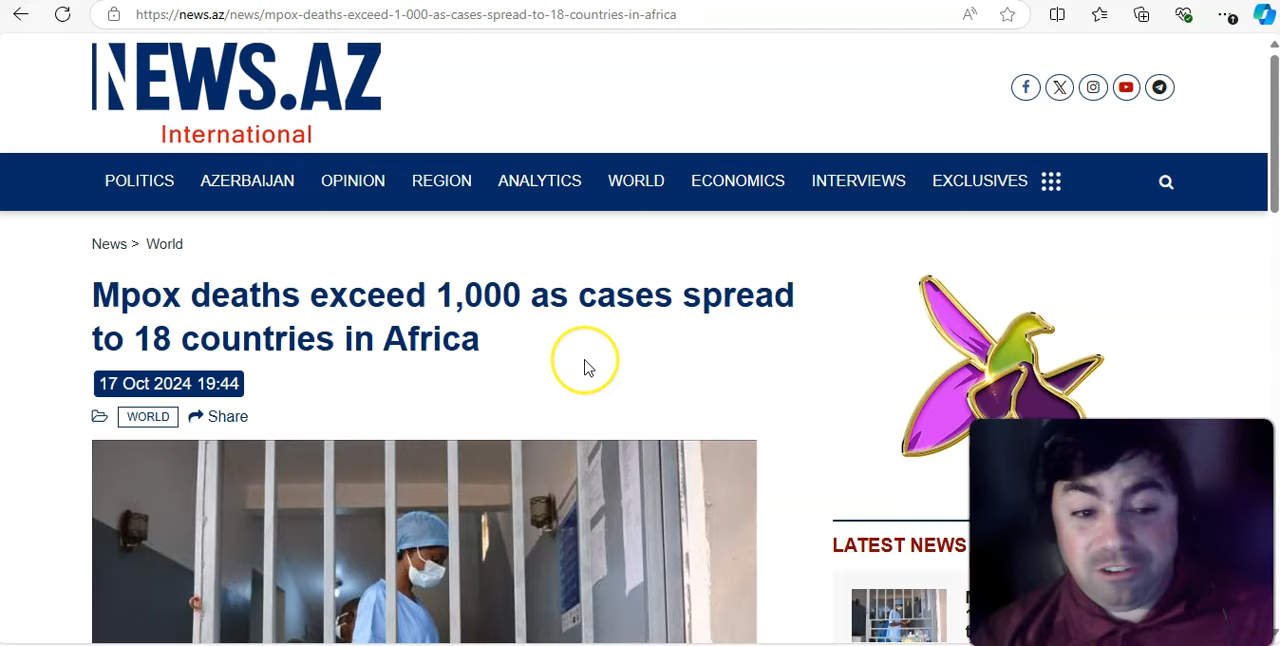 https://news.az/news/mpox-deaths-exceed-1-000-as-cases-spread-to-18-countries-in-africa
NEWS.AZ
International
POLITICS AZERBAIJAN OPINION REGION ANALYTICS WORLD ECONOMICS INTERVIEWS EXCLUSIVES
News > World
Mpox deaths exceed 1,000 as cases spread
to 18 countries in Africa
17 Oct 2024 19:44
WORLD Share
LATEST NEWS